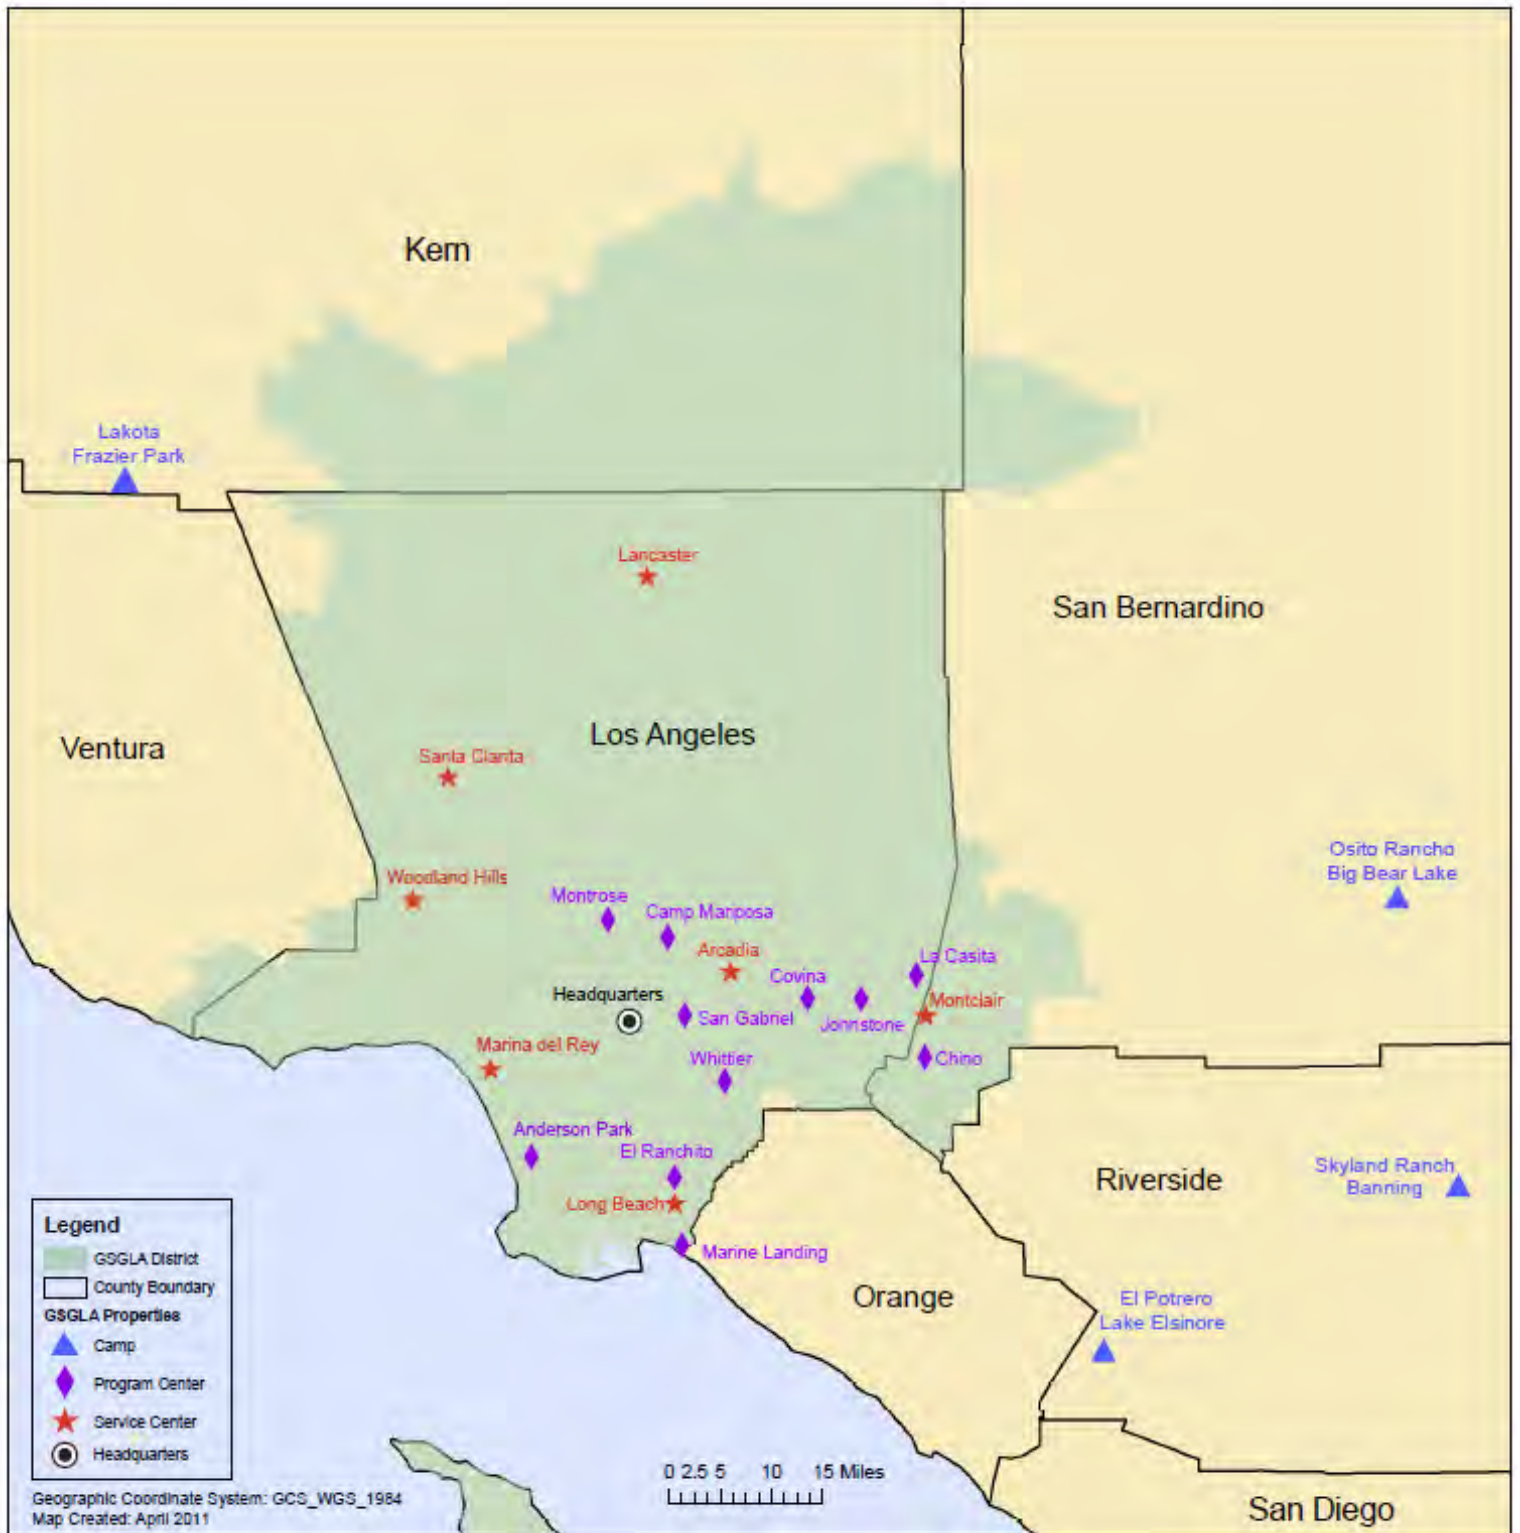 Kern
Lakota
Frazier Park
Lancaster
San Bernardino
Los Angeles
Ventura
Santa Clarita
Osito Rancho
Big Bear Lake
Woodland Hills
Montrose
Camp Mariposa
Arcadia
La Casita
Covina
Headquarters
Montclair
San Gabriel
Johnstone
Marina del Rey
Whittier
Chino
Anderson Park
El Ranchito
Skyland Ranch
Banning
Riverside
Long Beach
Marine Landing
Orange
El Potrero
Lake Elsinore
Legend
GSGLA District
County Boundary
GSGLA Properties
Camp
Program Center
Service Center
Headquarters
0 2.5 5 10 15 Miles
Geographic Coordinate System: GCS_WGS_1984
Map Created: April 2011
San Diego